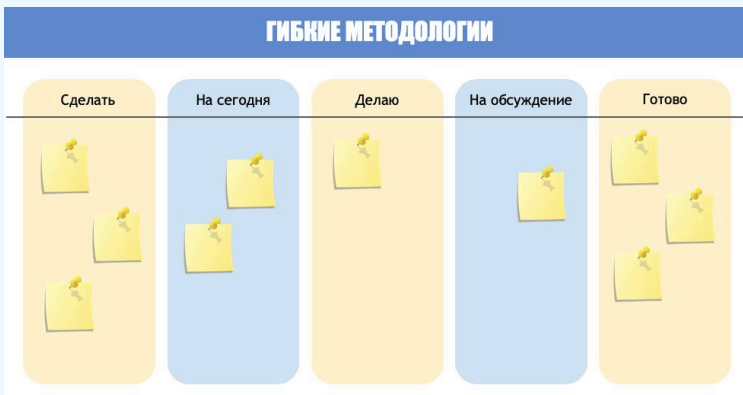 ГИБКИЕ МЕТОДОЛОГИИ
Сделать
На сегодня
Делаю
На обсуждение
Готово